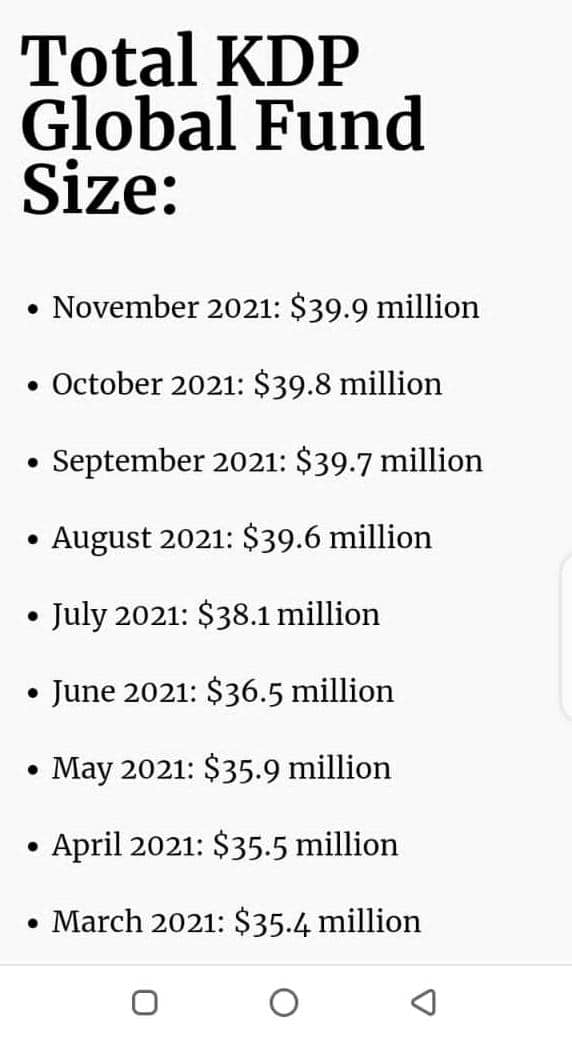 Total KDP
Global Fund
Size:
• November 2021: $39.9 million
• October 2021: $39.8 million
• September 2021: $39.7 million
• August 2021: $39.6 million
• July 2021: $38.1 million
• June 2021: $36.5 million
• May 2021: $35.9 million
• April 2021: $35.5 million
• March 2021: $35.4 million